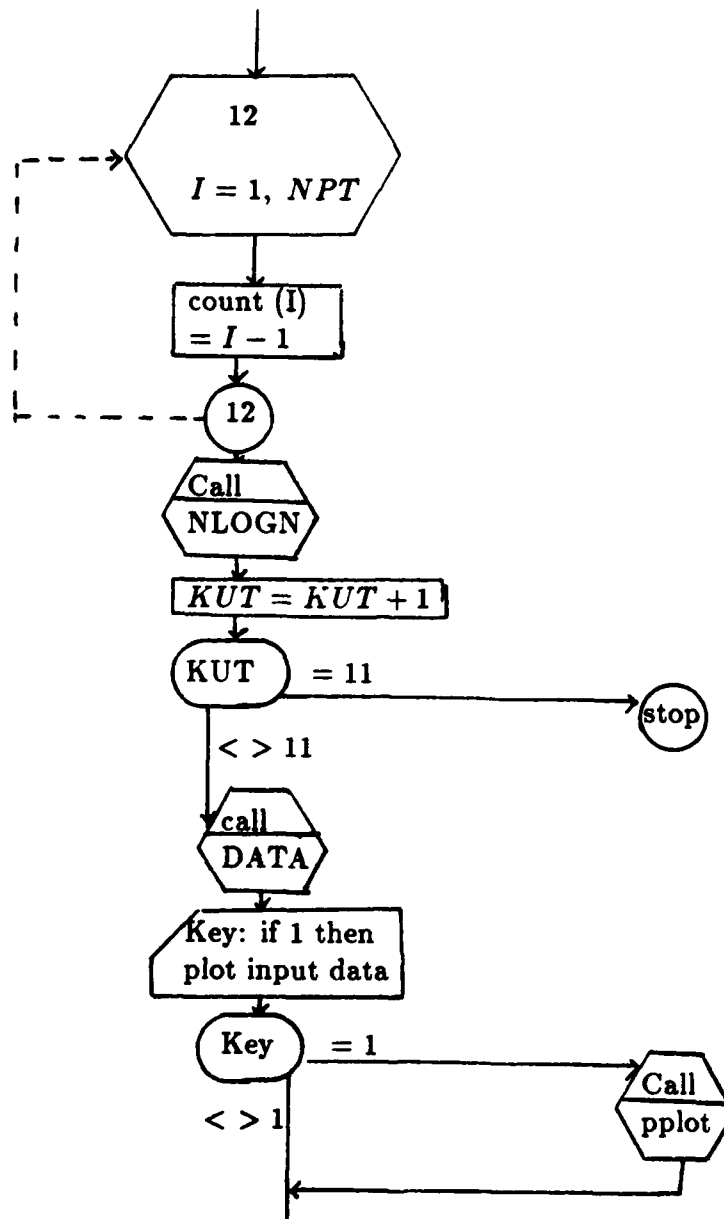 12
I = 1, NPT
count (I)
= I − 1
12
Call
NLOGN
KUT = KUT + 1
KUT
= 11
stop
< > 11
call
DATA
Key: if 1 then
plot input data
Key
= 1
Call
pplot
< > 1